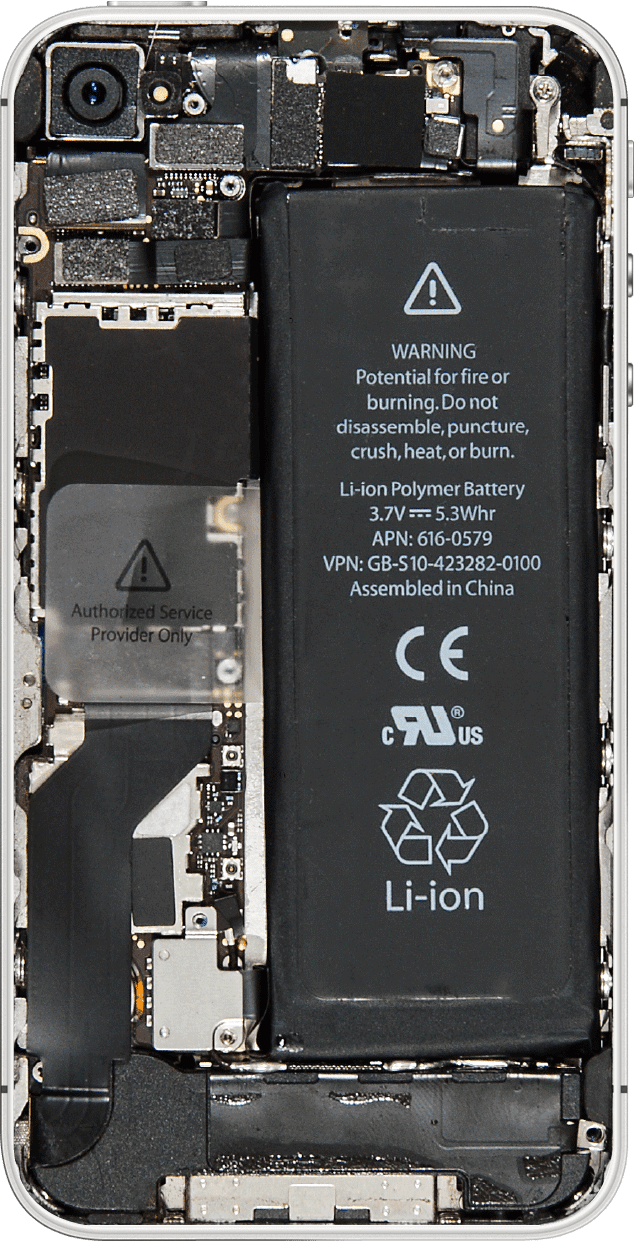 WARNING
Potential for fire or
burning. Do not
disassemble, puncture,
crush, heat, or burn.
Li-ion Polymer Battery
3.7V⎓5.3Whr
APN: 616-0579
VPN: GB-S10-423282-0100
Assembled in China
CE
c RU® US
Li-ion
Authorized Service
Provider Only